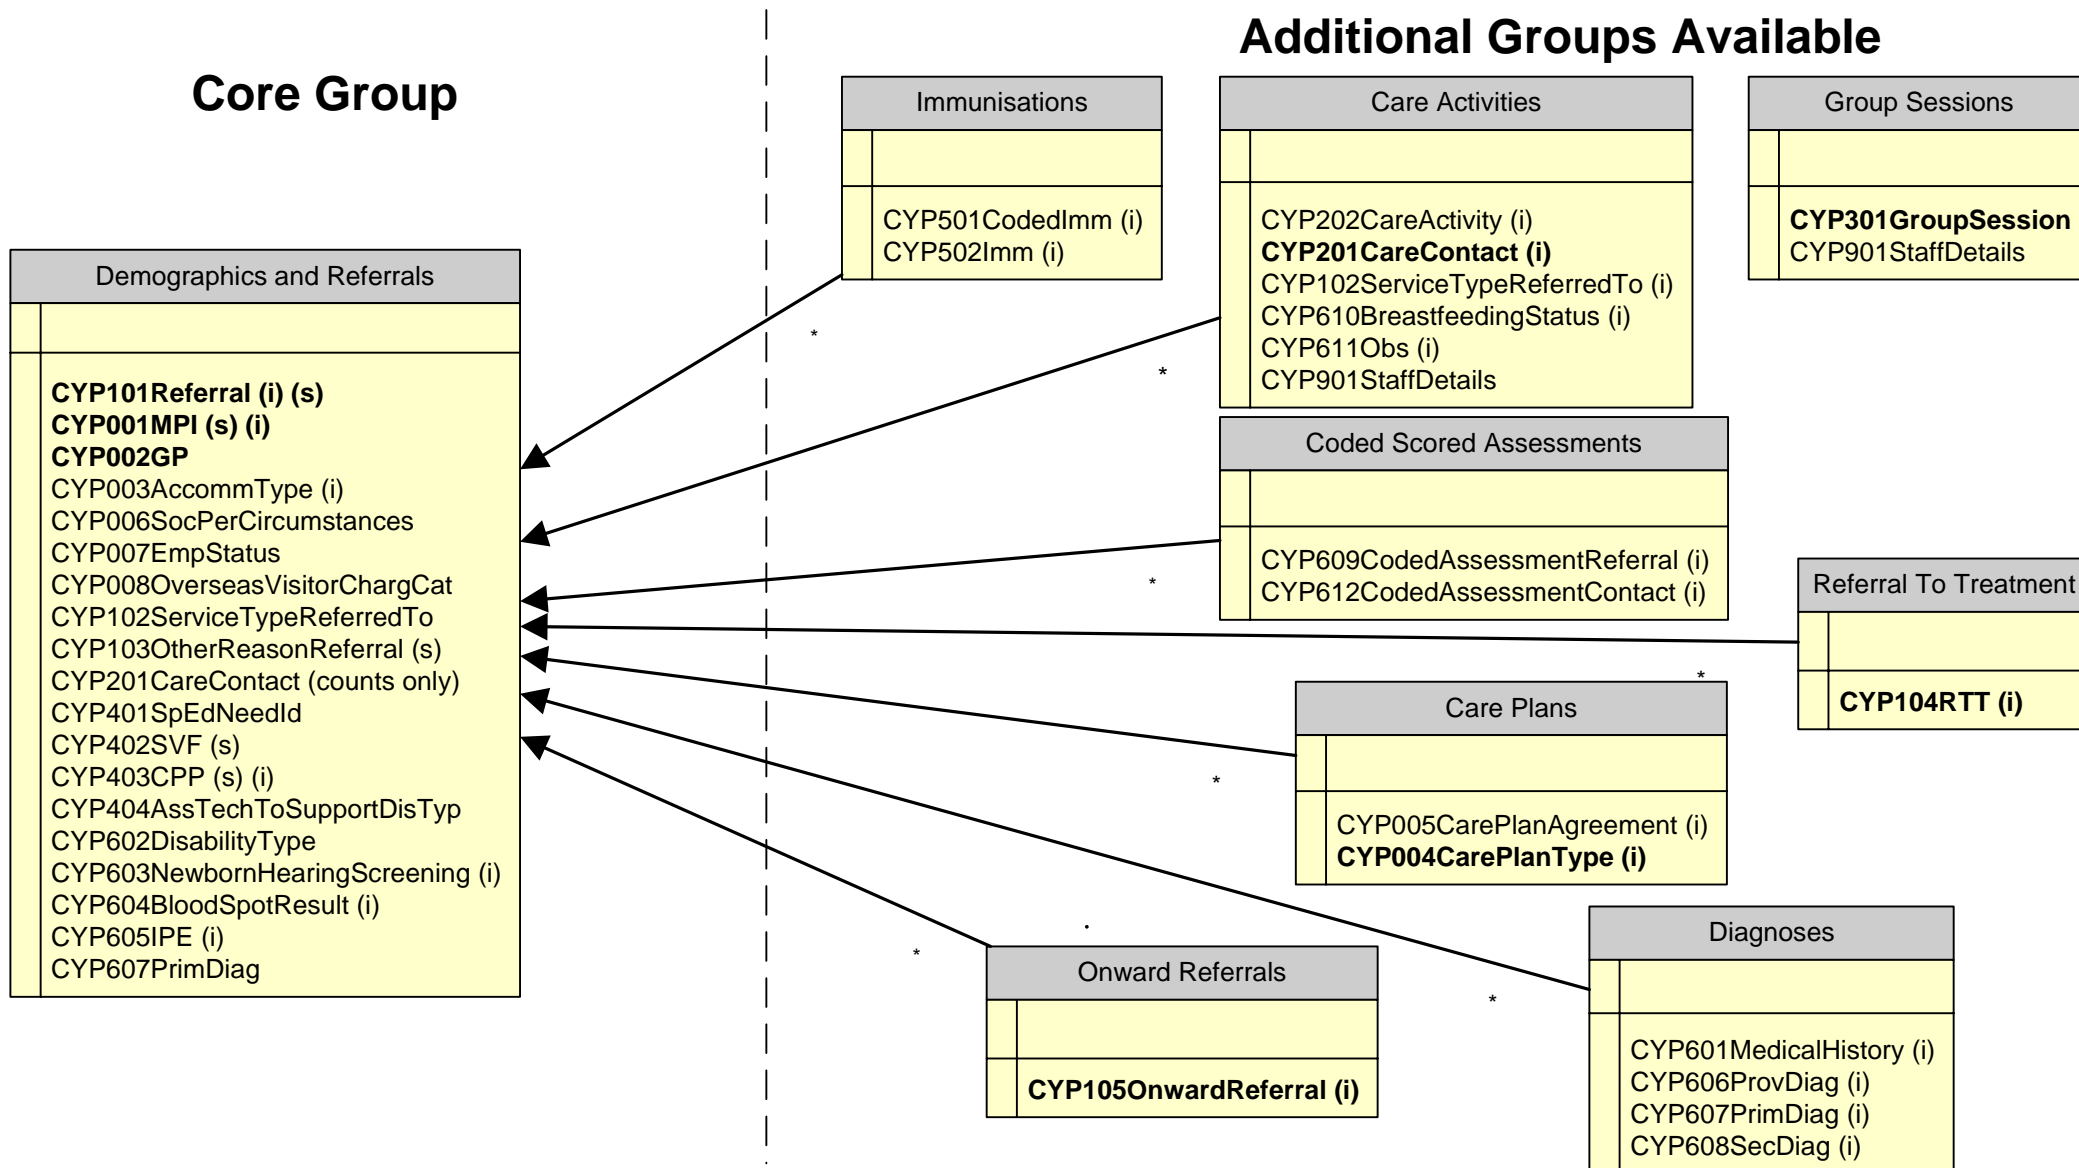 Core Group
Additional Groups Available
Demographics and Referrals
CYP101Referral (i) (s)
CYP001MPI (s) (i)
CYP002GP
CYP003AccommType (i)
CYP006SocPerCircumstances
CYP007EmpStatus
CYP008OverseasVisitorChargCat
CYP102ServiceTypeReferredTo
CYP103OtherReasonReferral (s)
CYP201CareContact (counts only)
CYP401SpEdNeedId
CYP402SVF (s)
CYP403CPP (s) (i)
CYP404AssTechToSupportDisTyp
CYP602DisabilityType
CYP603NewbornHearingScreening (i)
CYP604BloodSpotResult (i)
CYP605IPE (i)
CYP607PrimDiag
Immunisations
CYP501CodedImm (i)
CYP502Imm (i)
*
Care Activities
CYP202CareActivity (i)
CYP201CareContact (i)
CYP102ServiceTypeReferredTo (i)
CYP610BreastfeedingStatus (i)
CYP611Obs (i)
CYP901StaffDetails
*
Group Sessions
CYP301GroupSession
CYP901StaffDetails
Coded Scored Assessments
CYP609CodedAssessmentReferral (i)
CYP612CodedAssessmentContact (i)
*
Referral To Treatment
CYP104RTT (i)
*
Care Plans
CYP005CarePlanAgreement (i)
CYP004CarePlanType (i)
*
Onward Referrals
CYP105OnwardReferral (i)
*
Diagnoses
CYP601MedicalHistory (i)
CYP606ProvDiag (i)
CYP607PrimDiag (i)
CYP608SecDiag (i)
*